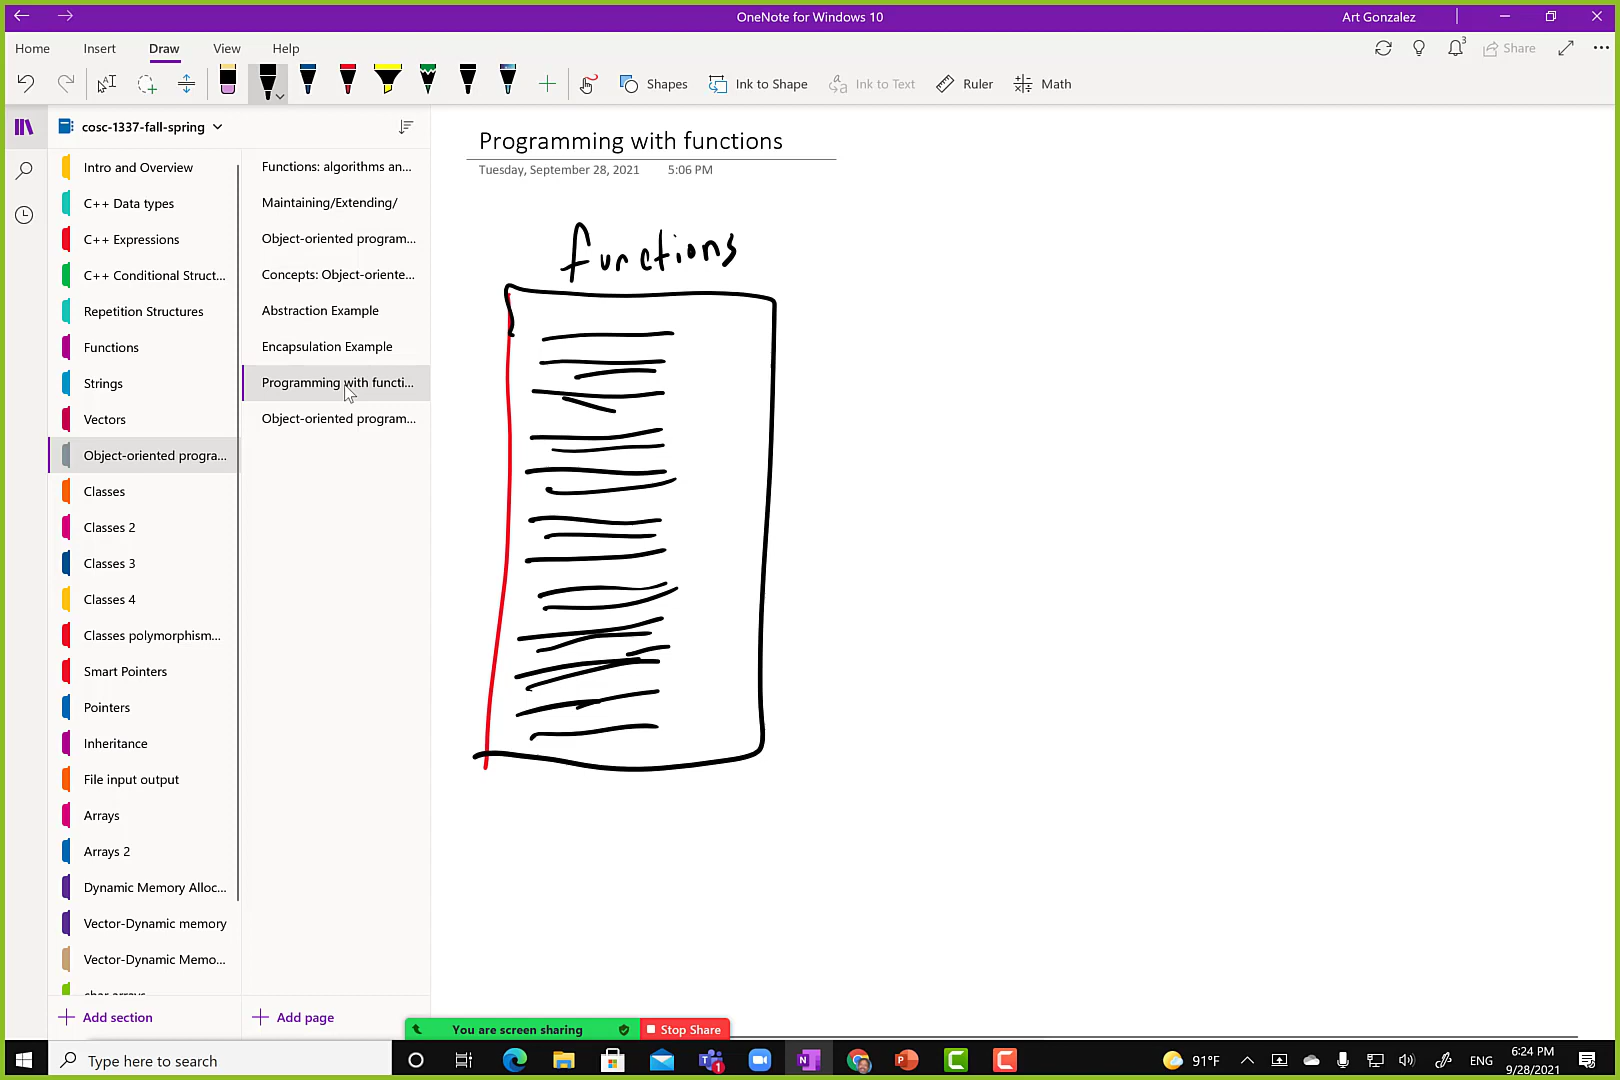 OneNote for Windows 10
Art Gonzalez
Home Insert Draw View Help
3
Share
Shapes Ink to Shape Ink to Text Ruler Math
cosc-1337-fall-spring
Intro and Overview
C++ Data types
C++ Expressions
C++ Conditional Struct...
Repetition Structures
Functions
Strings
Vectors
Object-oriented progra...
Classes
Classes 2
Classes 3
Classes 4
Classes polymorphism...
Smart Pointers
Pointers
Inheritance
File input output
Arrays
Arrays 2
Dynamic Memory Alloc...
Vector-Dynamic memory
Vector-Dynamic Memo...
Add section
Functions: algorithms an...
Maintaining/Extending/
Object-oriented program...
Concepts: Object-oriente...
Abstraction Example
Encapsulation Example
Programming with functi...
Object-oriented program...
Add page
Programming with functions
Tuesday, September 28, 2021 5:06 PM
functions
You are screen sharing
Stop Share
Type here to search
1
91°F
ENG
6:24 PM
9/28/2021